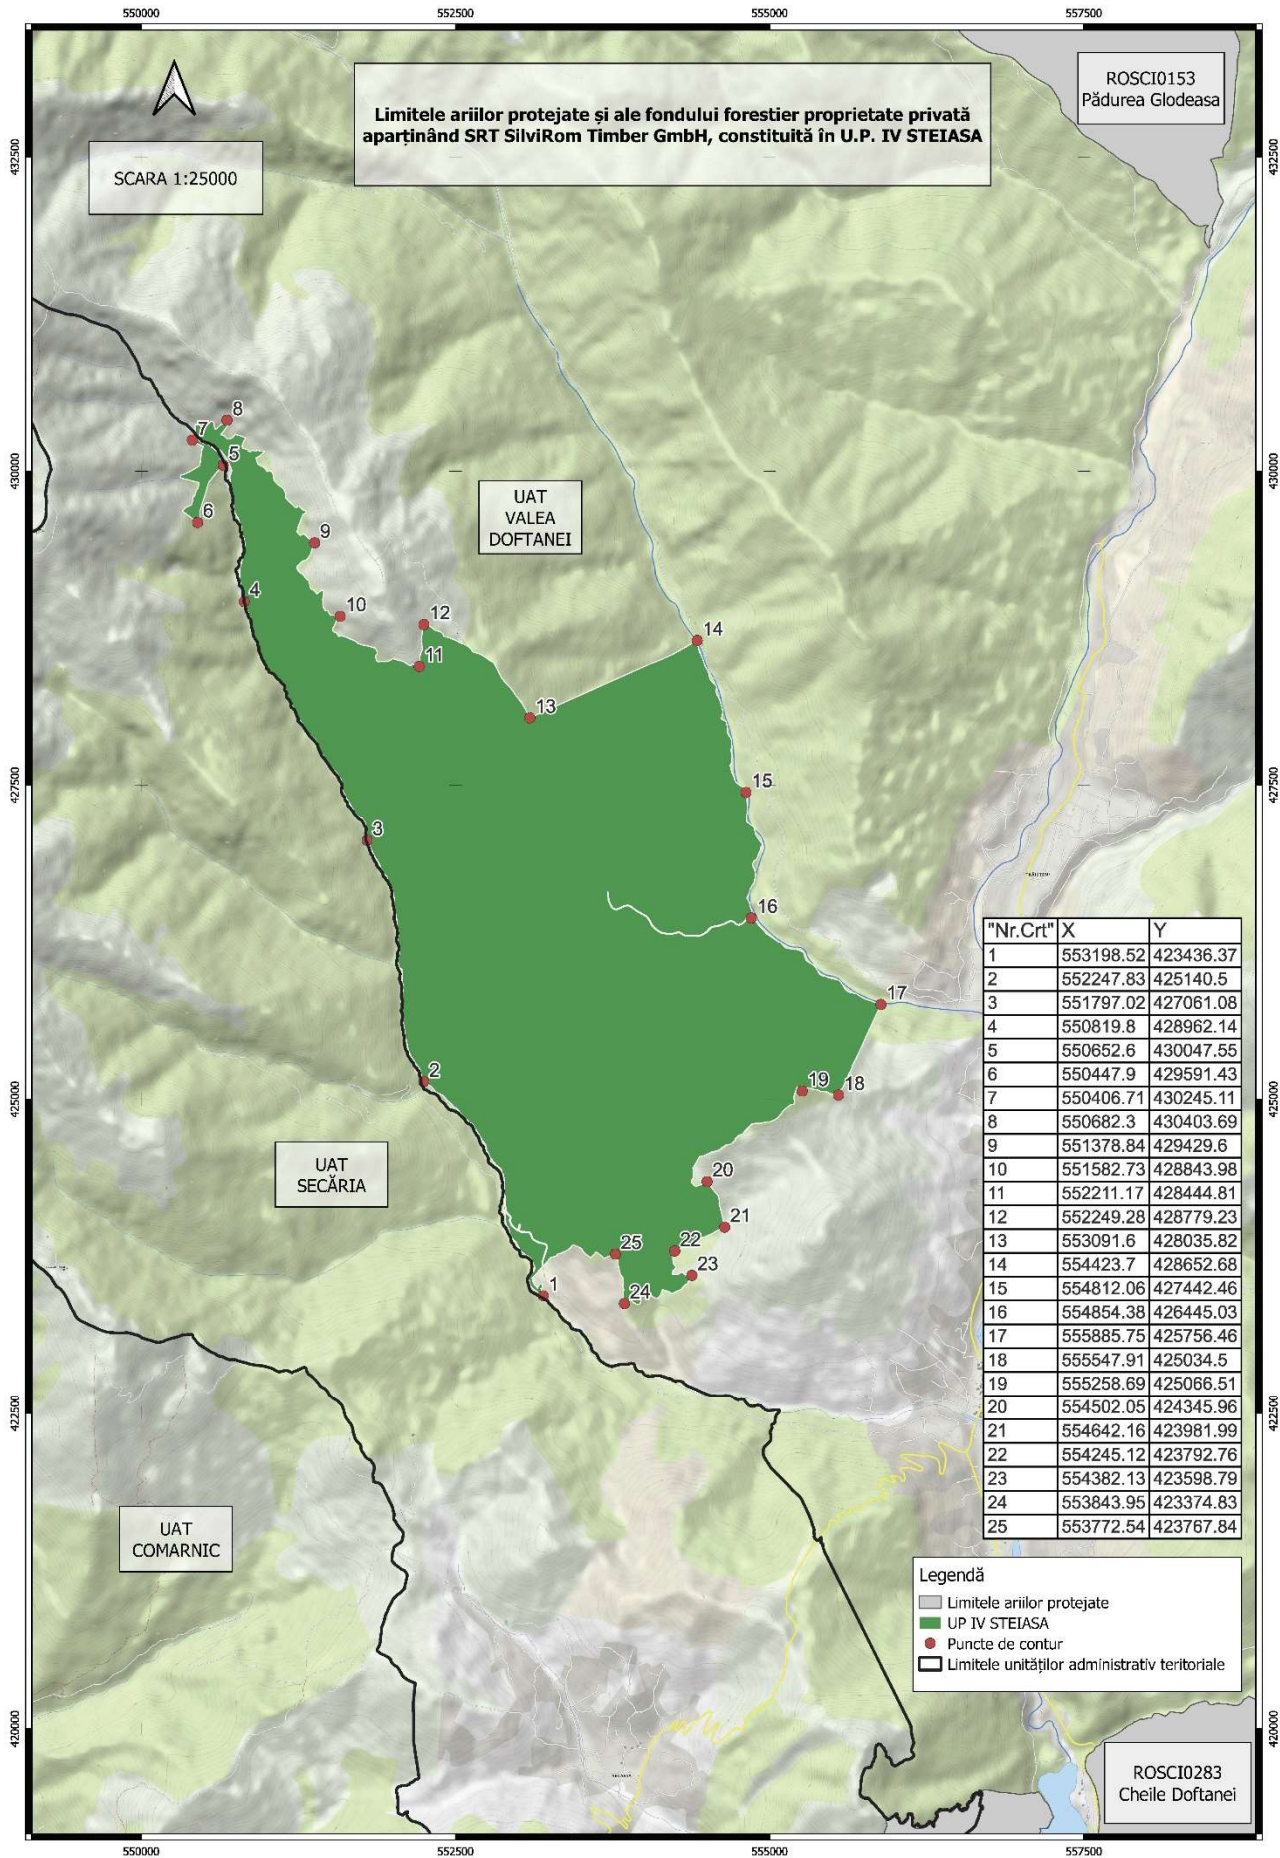 550000 552500 555000 557500
ROSCI0153
Pădurea Glodeasa
Limitele ariilor protejate și ale fondului forestier proprietate privată
aparținând SRT SilviRom Timber GmbH, constituită în U.P. IV STEIASA
SCARA 1:25000
432500 432500
8
7
5
430000 430000
UAT
VALEA
DOFTANEI
6
9
4
10
12
14
11
13
427500 427500
15
3
16
17
2
19
18
425000 425000
UAT
SECĂRIA
20
21
22
25
23
1
24
"Nr.Crt" X Y
1 553198.52 423436.37
2 552247.83 425140.5
3 551797.02 427061.08
4 550819.8 428962.14
5 550652.6 430047.55
6 550447.9 429591.43
7 550406.71 430245.11
8 550682.3 430403.69
9 551378.84 429429.6
10 551582.73 428843.98
11 552211.17 428444.81
12 552249.28 428779.23
13 553091.6 428035.82
14 554423.7 428652.68
15 554812.06 427442.46
16 554854.38 426445.03
17 555885.75 425756.46
18 555547.91 425034.5
19 555258.69 425066.51
20 554502.05 424345.96
21 554642.16 423981.99
22 554245.12 423792.76
23 554382.13 423598.79
24 553843.95 423374.83
25 553772.54 423767.84
422500 422500
UAT
COMARNIC
Legendă
Limitele ariilor protejate
UP IV STEIASA
Puncte de contur
Limitele unităților administrativ teritoriale
420000 420000
ROSCI0283
Cheile Doftanei
550000 552500 555000 557500